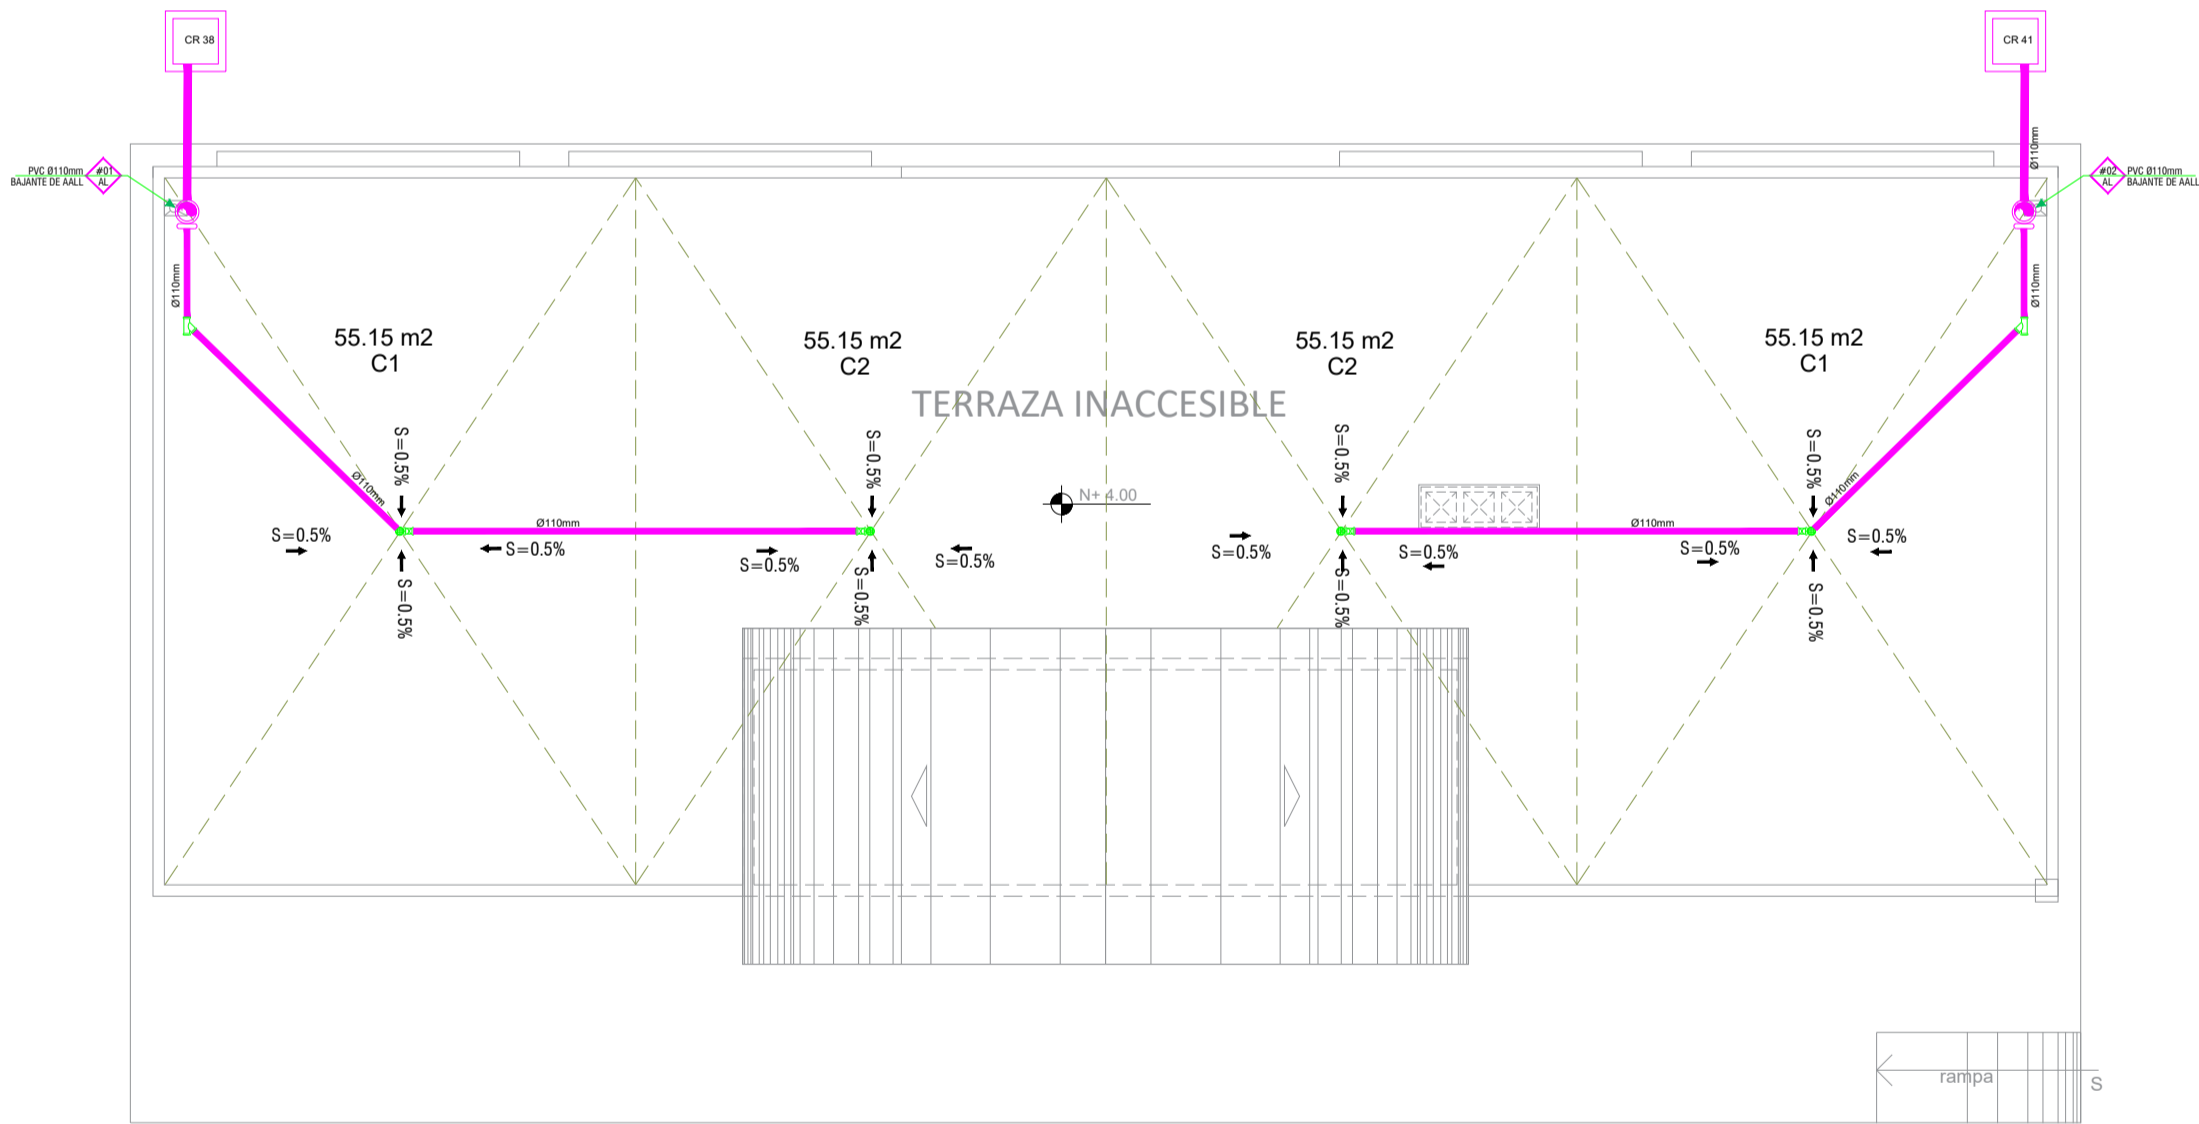 CR 38
CR 41
Ø110mm
PVC Ø110mm
BAJANTE DE AALL
#01
AL
#02
AL
PVC Ø110mm
BAJANTE DE AALL
Ø110mm
Ø110mm
55.15 m2
C1
55.15 m2
C2
55.15 m2
C2
55.15 m2
C1
TERRAZA INACCESIBLE
S=0.5%
S=0.5%
S=0.5%
S=0.5%
Ø110mm
N+ 4.00
Ø110mm
Ø110mm
Ø110mm
S=0.5%
S=0.5%
S=0.5%
S=0.5%
S=0.5%
S=0.5%
S=0.5%
S=0.5%
S=0.5%
S=0.5%
S=0.5%
S=0.5%
rampa
S